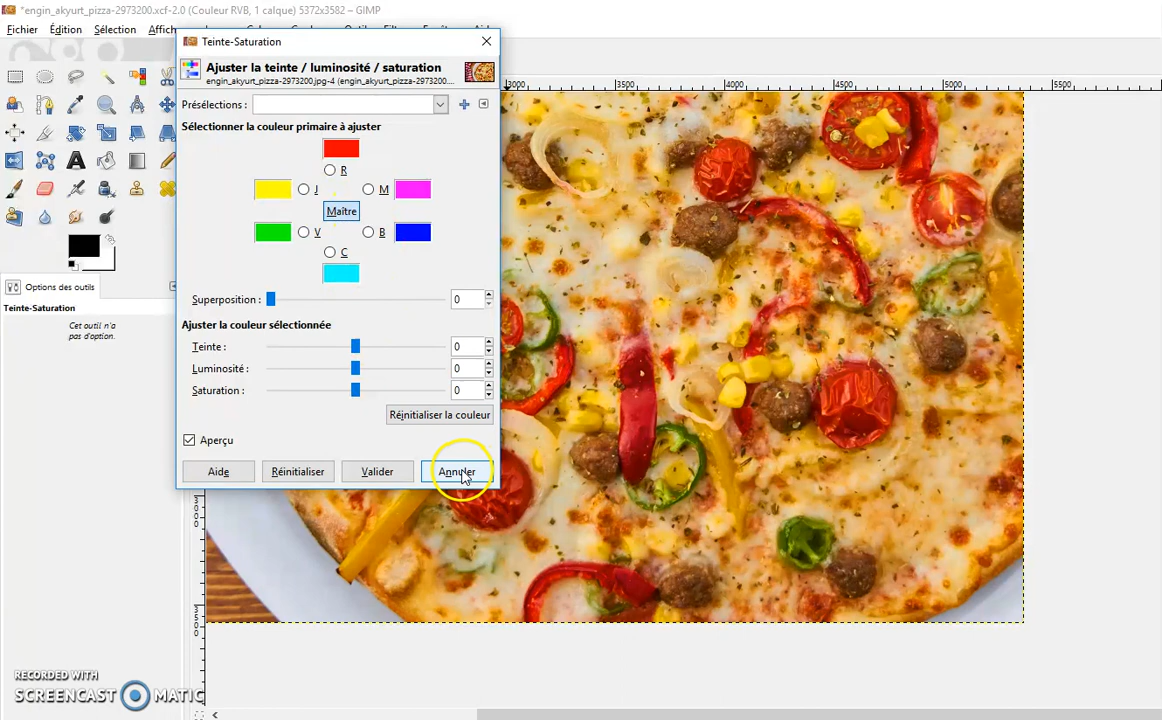 *engin_akyurt_pizza-2973200.xcf-2.0 (Couleur RVB, 1 calque) 5372x3582 – GIMP
Fichier Édition Sélection Affich
Teinte-Saturation
Ajuster la teinte / luminosité / saturation
engin_akyurt_pizza-2973200.jpg-4 (engin_akyurt_pizza-2973200....
Présélections :
Sélectionner la couleur primaire à ajuster
R
J M
Maître
V B
C
Superposition : 0
Ajuster la couleur sélectionnée
Teinte : 0
Luminosité : 0
Saturation : 0
Réinitialiser la couleur
Aperçu
Aide Réinitialiser Valider Annuler
3000 3500 4000 4500 5000
Options des outils
Teinte-Saturation
Cet outil n'a
pas d'option.
RECORDED WITH
SCREENCAST MATIC